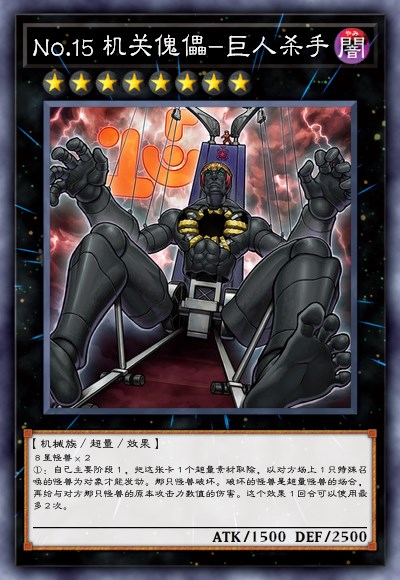 No.15 机关傀儡-巨人杀手
闇
やみ
【机械族/超量/效果】
8星怪兽×2
①：自己主要阶段1，把这张卡1个超量素材取除，以对方场上1只特殊召
唤的怪兽为对象才能发动。那只怪兽破坏。破坏的怪兽是超量怪兽的场合，
再给与对方那只怪兽的原本攻击力数值的伤害。这个效果1回合可以使用最
多2次。
ATK/1500 DEF/2500